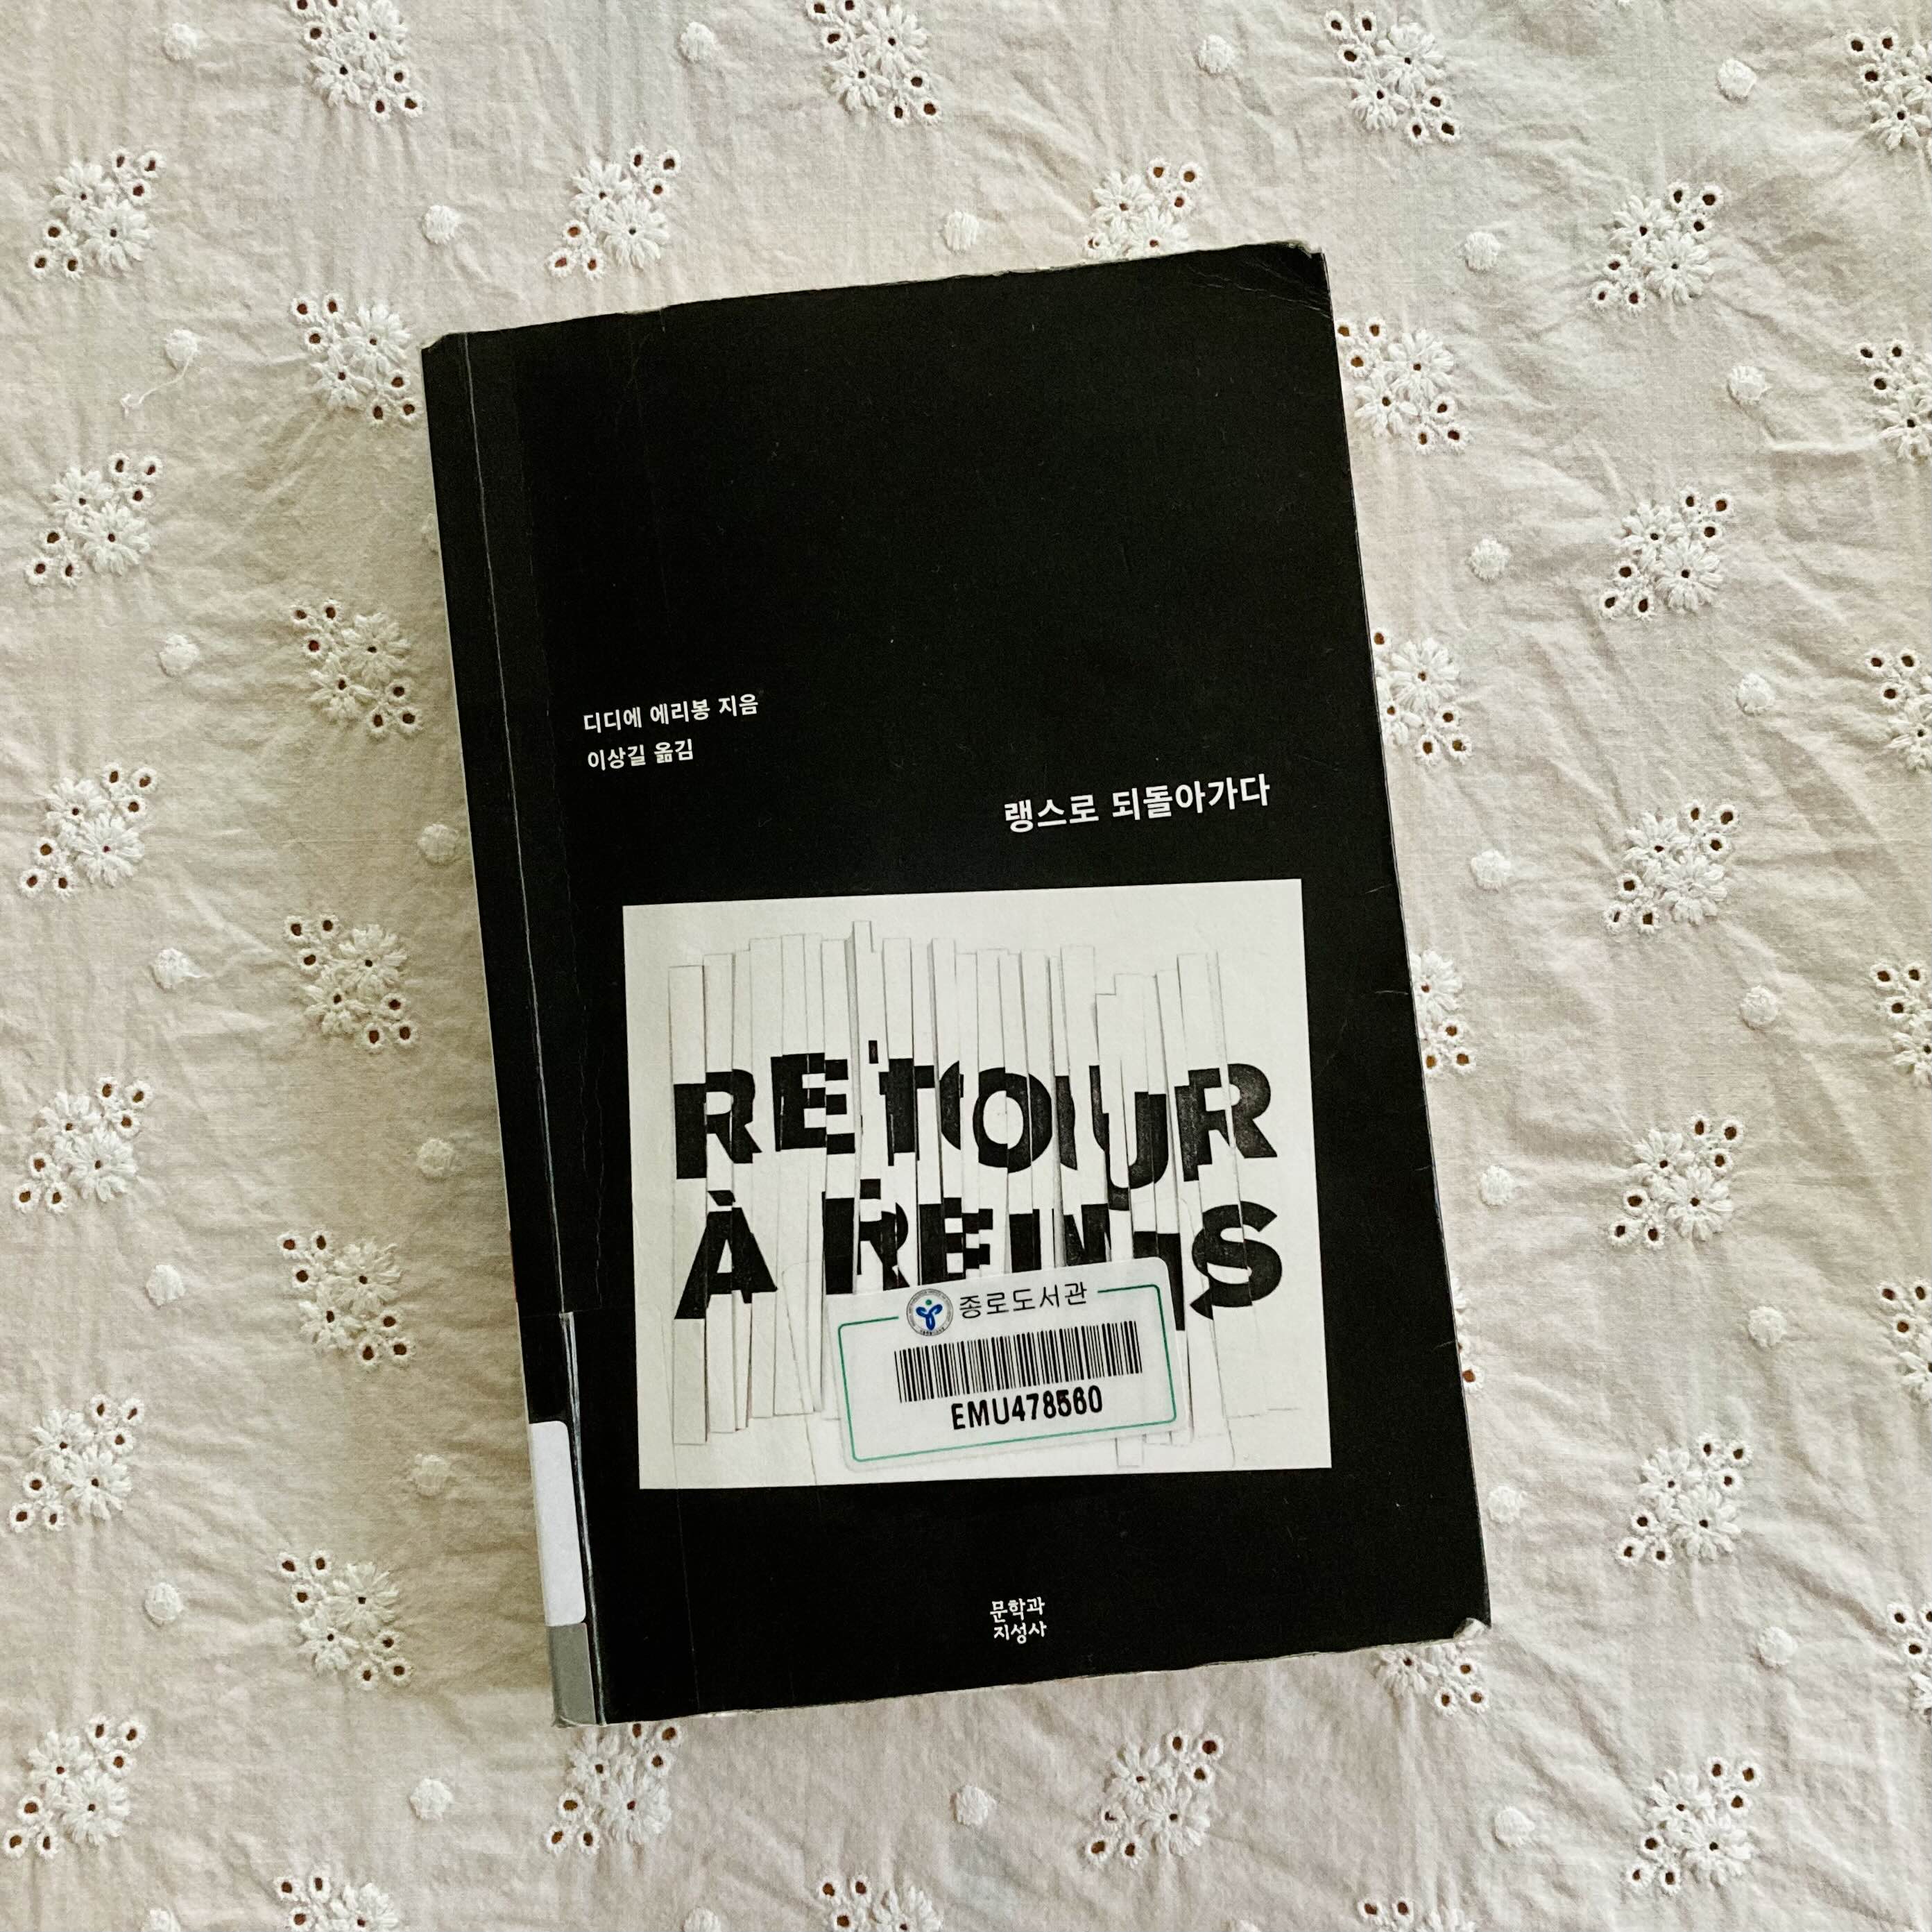 디디에 에리봉 지음
이상길 옮김
랭스로 되돌아가다
RETOUR
À REIMS
종로도서관
EMU478560
문학과
지성사